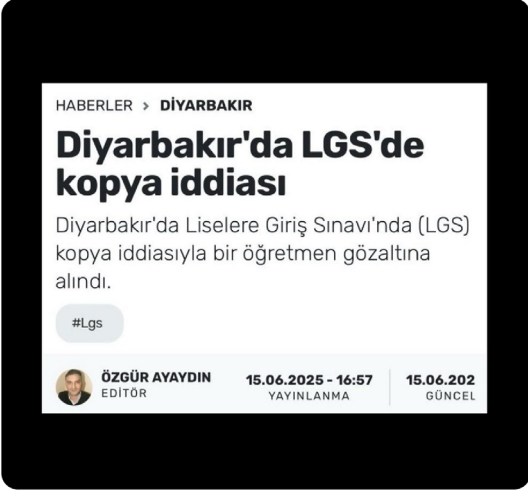 HABERLER > DİYARBAKIR
Diyarbakır'da LGS'de
kopya iddiası
Diyarbakır'da Liselere Giriş Sınavı'nda (LGS)
kopya iddiasıyla bir öğretmen gözaltına
alındı.
#Lgs
ÖZGÜR AYAYDIN
EDİTÖR
15.06.2025 - 16:57
YAYINLANMA
15.06.202
GÜNCEL